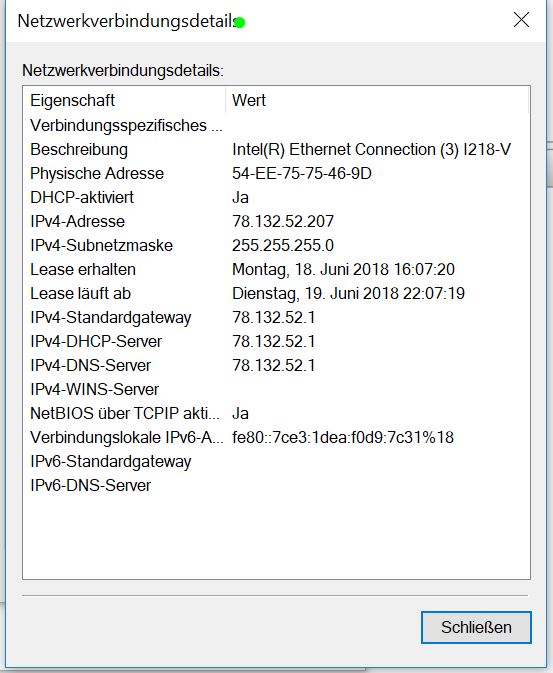 Netzwerkverbindungsdetails
Netzwerkverbindungsdetails:
Eigenschaft Wert
Verbindungsspezifisches ...
Beschreibung Intel(R) Ethernet Connection (3) I218-V
Physische Adresse 54-EE-75-75-46-9D
DHCP-aktiviert Ja
IPv4-Adresse 78.132.52.207
IPv4-Subnetzmaske 255.255.255.0
Lease erhalten Montag, 18. Juni 2018 16:07:20
Lease läuft ab Dienstag, 19. Juni 2018 22:07:19
IPv4-Standardgateway 78.132.52.1
IPv4-DHCP-Server 78.132.52.1
IPv4-DNS-Server 78.132.52.1
IPv4-WINS-Server
NetBIOS über TCPIP akti... Ja
Verbindungslokale IPv6-A... fe80::7ce3:1dea:f0d9:7c31%18
IPv6-Standardgateway
IPv6-DNS-Server
Schließen